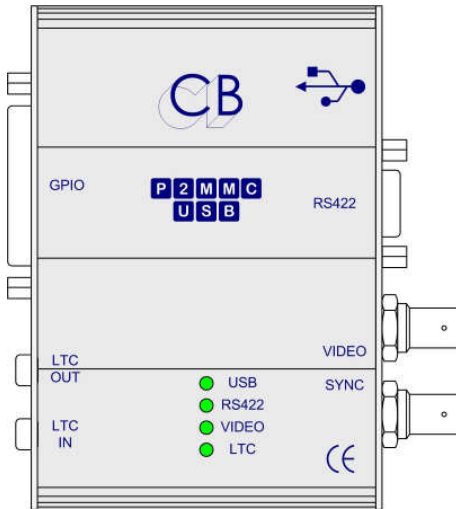 CB
GPIO
P2MMC
USB
RS422
VIDEO
LTC
OUT
SYNC
USB
RS422
VIDEO
LTC
LTC
IN
CE